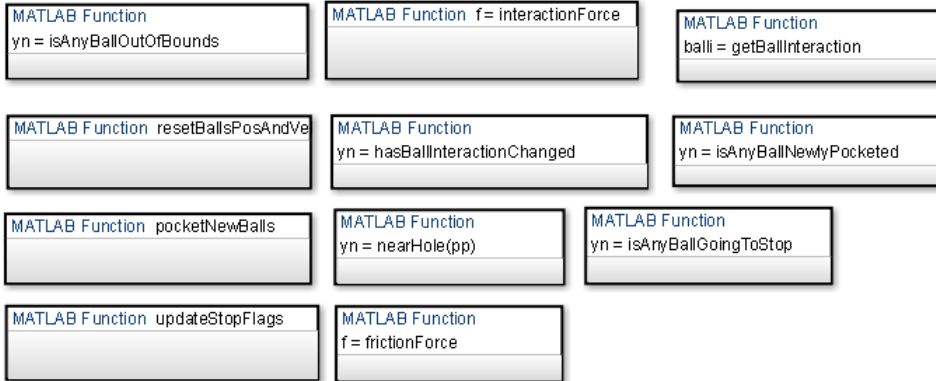 MATLAB Function
yn = isAnyBallOutOfBounds
MATLAB Function f = interactionForce
MATLAB Function
balli = getBallInteraction
MATLAB Function resetBallsPosAndVe
MATLAB Function
yn = hasBallInteractionChanged
MATLAB Function
yn = isAnyBallNewlyPocketed
MATLAB Function pocketNewBalls
MATLAB Function
yn = nearHole(pp)
MATLAB Function
yn = isAnyBallGoingToStop
MATLAB Function updateStopFlags
MATLAB Function
f = frictionForce